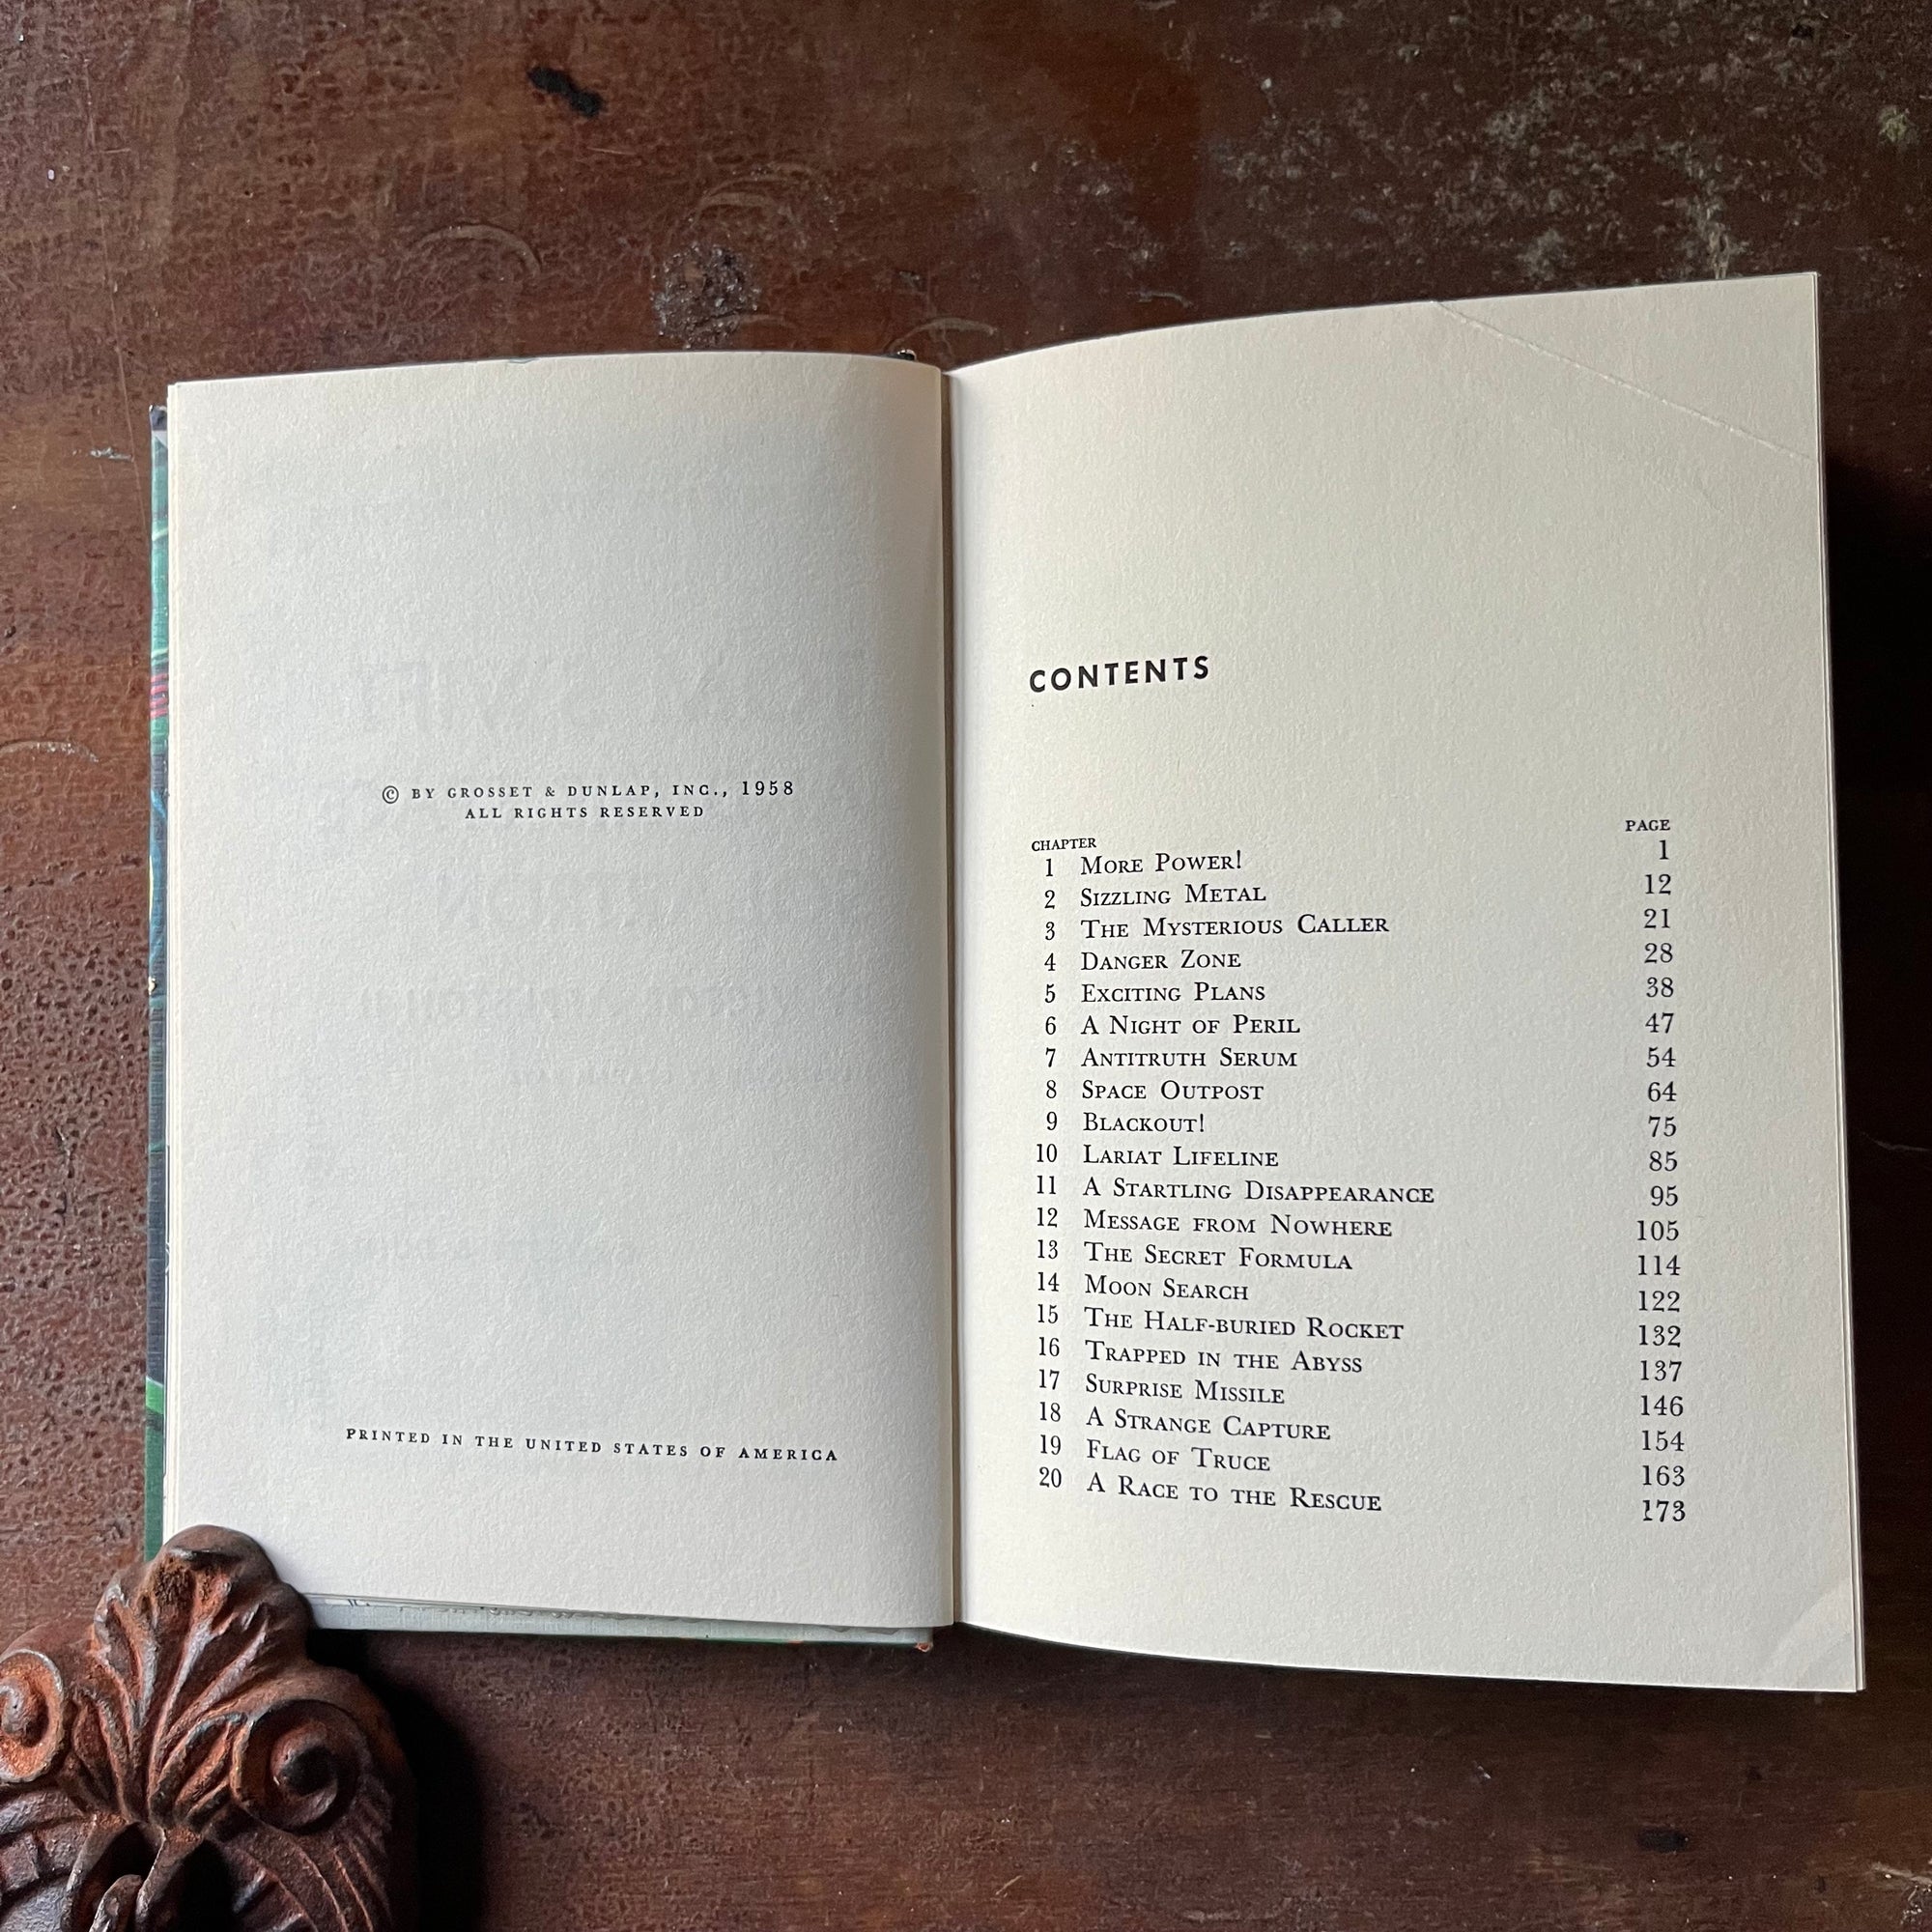 © BY GROSSET & DUNLAP, INC., 1958
ALL RIGHTS RESERVED
PRINTED IN THE UNITED STATES OF AMERICA
CONTENTS
CHAPTER PAGE
1 More Power! 1
2 Sizzling Metal 12
3 The Mysterious Caller 21
4 Danger Zone 28
5 Exciting Plans 38
6 A Night of Peril 47
7 Antitruth Serum 54
8 Space Outpost 64
9 Blackout! 75
10 Lariat Lifeline 85
11 A Startling Disappearance 95
12 Message from Nowhere 105
13 The Secret Formula 114
14 Moon Search 122
15 The Half-buried Rocket 132
16 Trapped in the Abyss 137
17 Surprise Missile 146
18 A Strange Capture 154
19 Flag of Truce 163
20 A Race to the Rescue 173